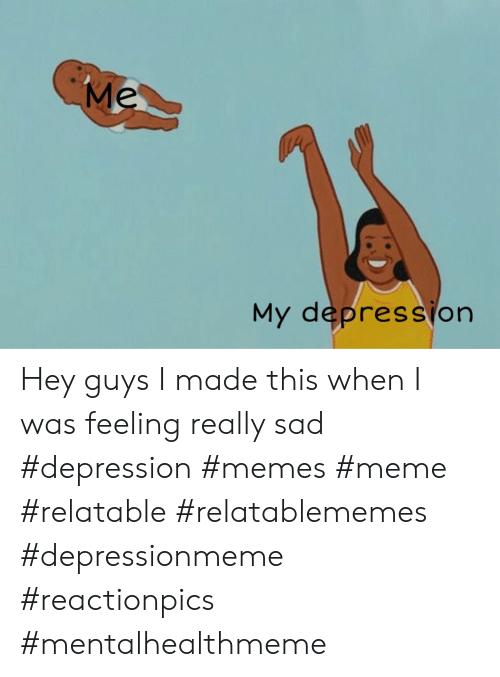 Me
My depression
Hey guys I made this when I
was feeling really sad
#depression #memes #meme
#relatable #relatablememes
#depressionmeme
#reactionpics
#mentalhealthmeme